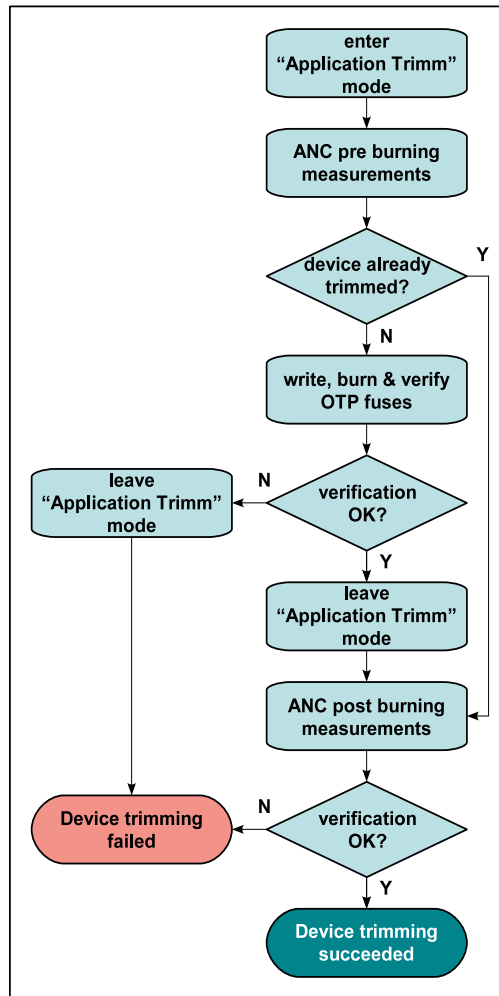 enter
“Application Trimm”
mode
ANC pre burning
measurements
device already
trimmed?
Y
N
write, burn & verify
OTP fuses
leave
“Application Trimm”
mode
N
verification
OK?
Y
leave
“Application Trimm”
mode
ANC post burning
measurements
Device trimming
failed
N
verification
OK?
Y
Device trimming
succeeded